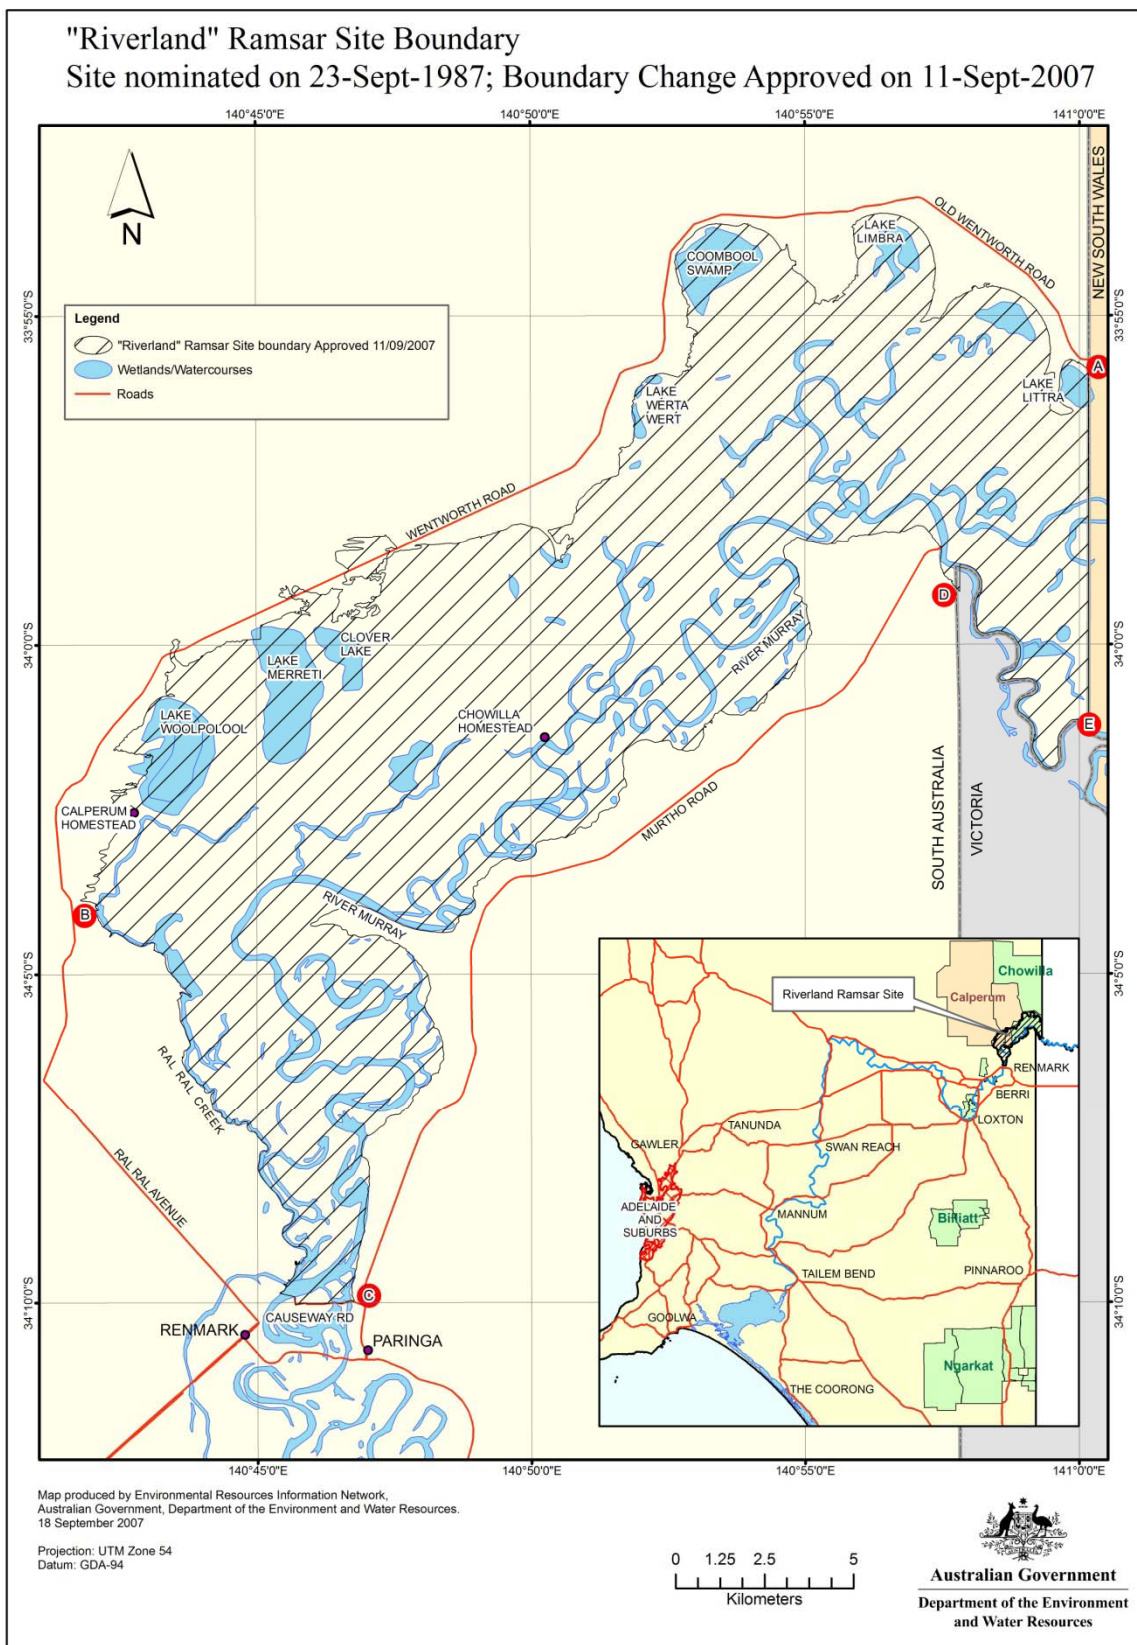 "Riverland" Ramsar Site Boundary
Site nominated on 23-Sept-1987; Boundary Change Approved on 11-Sept-2007
140°45'0"E
140°50'0"E
140°55'0"E
141°0'0"E
N
OLD WENTWORTH ROAD
NEW SOUTH WALES
LAKE
LIMBRA
COOMBOOL
SWAMP
33°55'0"S
33°55'0"S
Legend
"Riverland" Ramsar Site boundary Approved 11/09/2007
Wetlands/Watercourses
Roads
A
LAKE
LITTRA
LAKE
WERTA
WERT
WENTWORTH ROAD
D
34°0'0"S
34°0'0"S
CLOVER
LAKE
LAKE
MERRETI
RIVER MURRAY
LAKE
WOOLPOLOOL
CHOWILLA
HOMESTEAD
E
CALPERUM
HOMESTEAD
MURTHO ROAD
SOUTH AUSTRALIA
VICTORIA
B
RIVER MURRAY
34°5'0"S
34°5'0"S
RAL RAL CREEK
RAL RAL AVENUE
C
34°10'0"S
34°10'0"S
CAUSEWAY RD
RENMARK
PARINGA
Chowilla
Calperum
Riverland Ramsar Site
RENMARK
BERRI
LOXTON
TANUNDA
GAWLER
SWAN REACH
ADELAIDE
AND
SUBURBS
MANNUM
Billiatt
TAILEM BEND
PINNAROO
GOOLWA
Ngarkat
THE COORONG
140°45'0"E
140°50'0"E
140°55'0"E
141°0'0"E
Map produced by Environmental Resources Information Network,
Australian Government, Department of the Environment and Water Resources.
18 September 2007
Projection: UTM Zone 54
Datum: GDA-94
0 1.25 2.5 5
Kilometers
Australian Government
Department of the Environment
and Water Resources